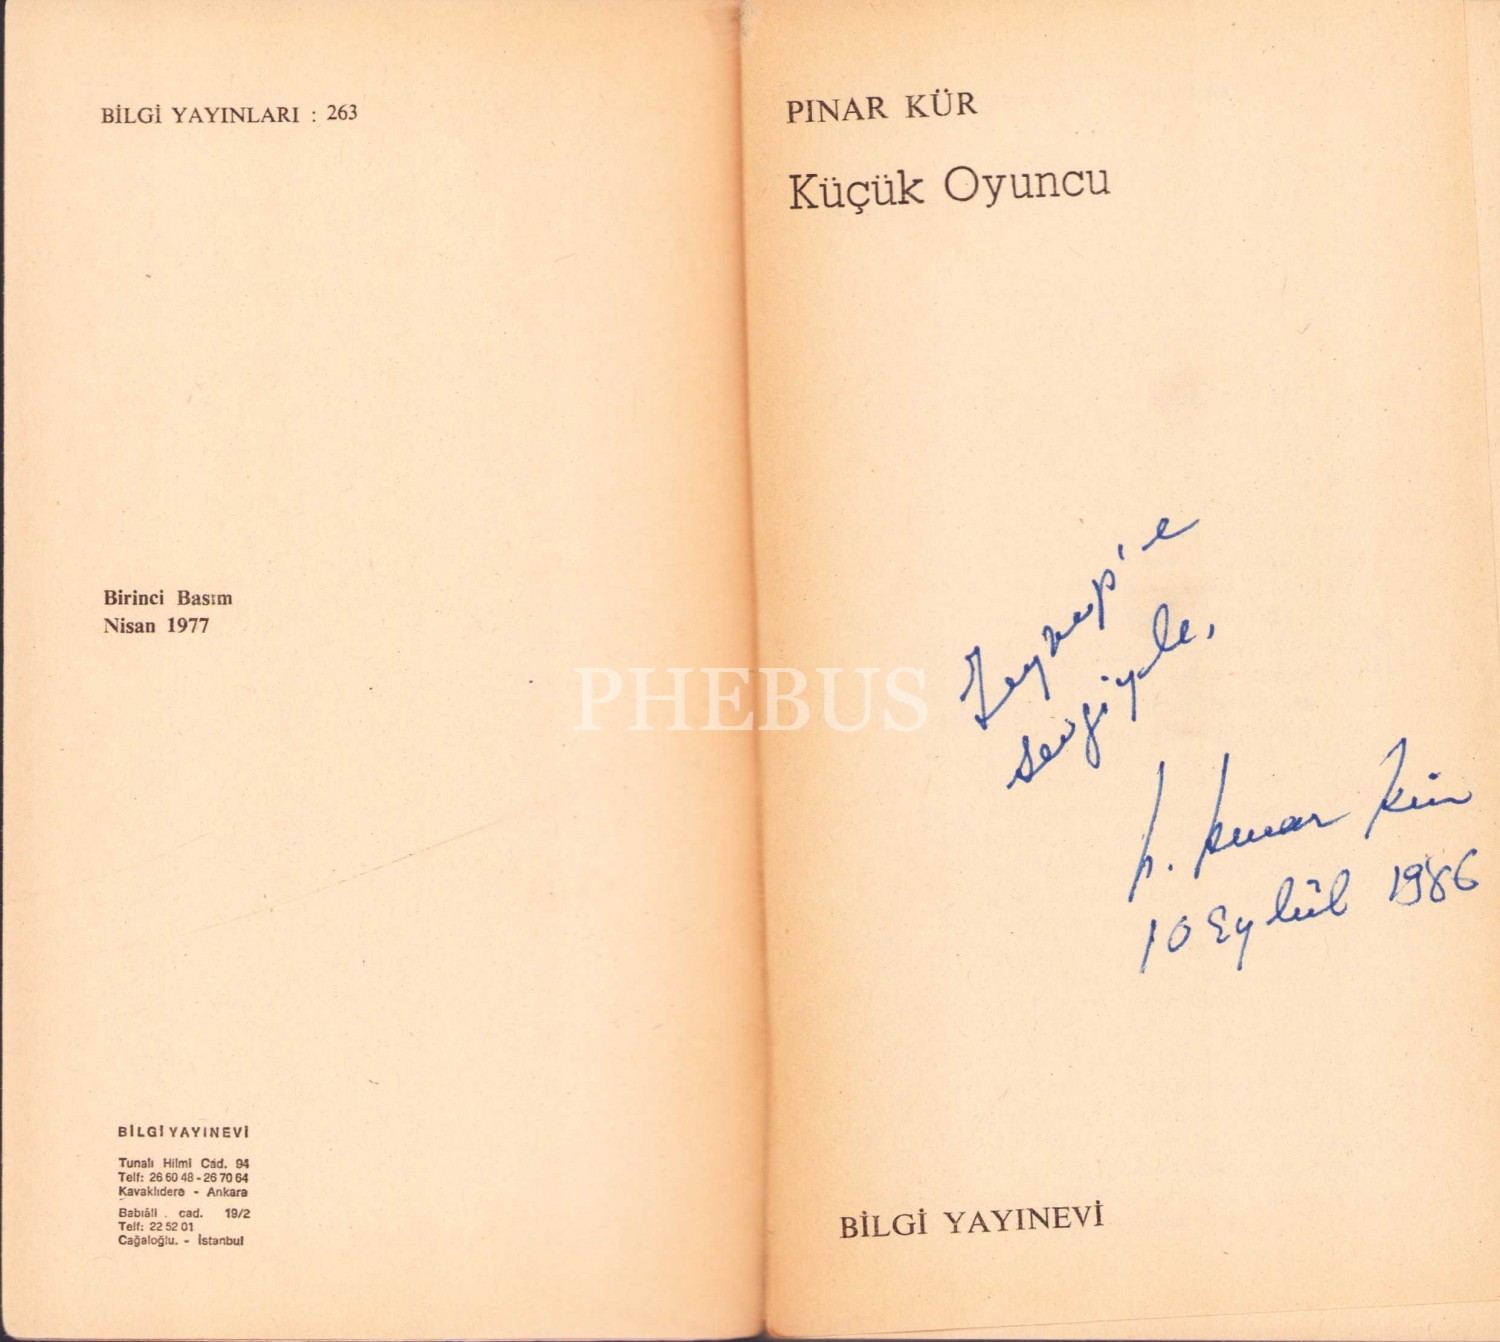 BİLGİ YAYINLARI : 263
Birinci Basım
Nisan 1977
BİLGİ YAYINEVİ
Tunalı Hilmi Cad. 94
Telf: 26 60 48 - 26 70 64
Kavaklıdere - Ankara
Babıâli cad. 19/2
Telf: 22 52 01
Cağaloğlu. - İstanbul
PINAR KÜR
Küçük Oyuncu
Zeynep'e
sevgiyle,
Pınar Kür
10 Eylül 1986
BİLGİ YAYINEVİ
PHEBUS